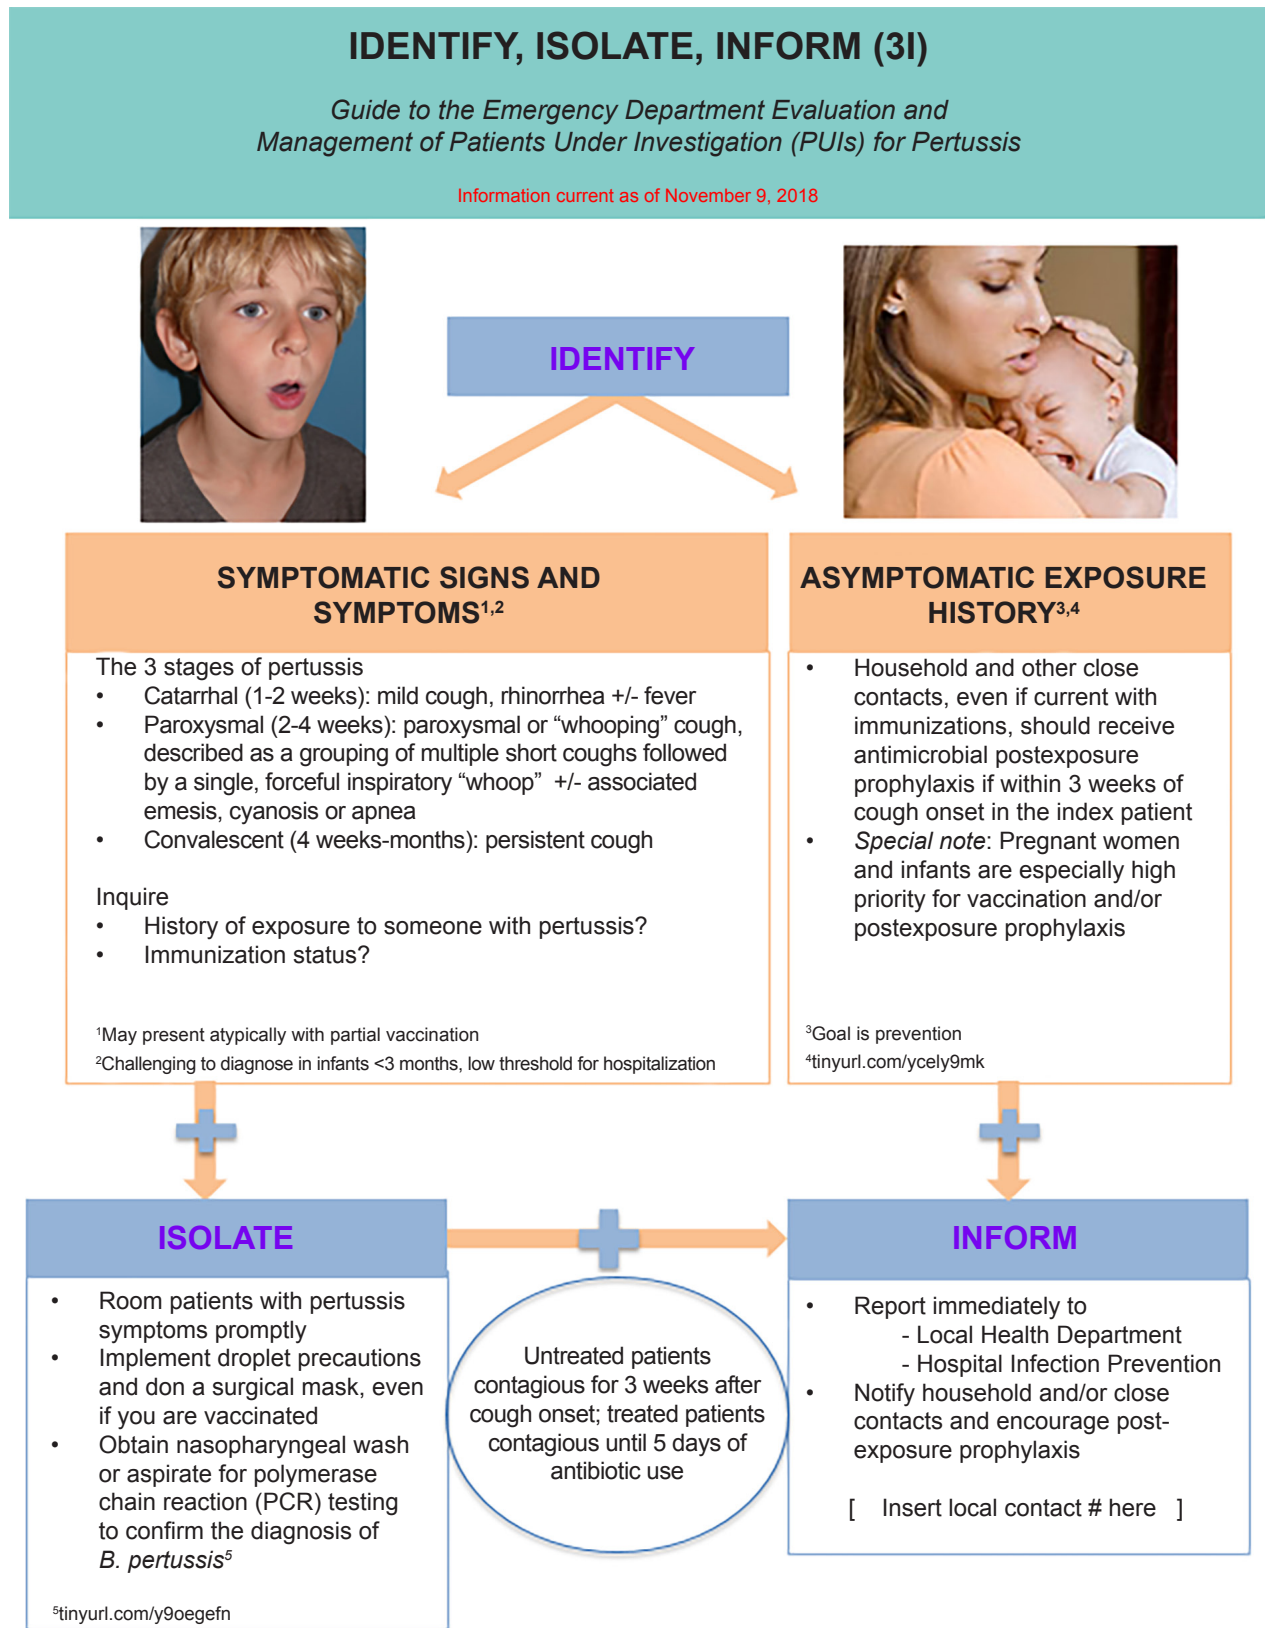 IDENTIFY, ISOLATE, INFORM (3I)
Guide to the Emergency Department Evaluation and
Management of Patients Under Investigation (PUIs) for Pertussis
Information current as of November 9, 2018
IDENTIFY
SYMPTOMATIC SIGNS AND
SYMPTOMS1,2
The 3 stages of pertussis
• Catarrhal (1-2 weeks): mild cough, rhinorrhea +/- fever
• Paroxysmal (2-4 weeks): paroxysmal or “whooping” cough,
described as a grouping of multiple short coughs followed
by a single, forceful inspiratory “whoop” +/- associated
emesis, cyanosis or apnea
• Convalescent (4 weeks-months): persistent cough
Inquire
• History of exposure to someone with pertussis?
• Immunization status?
1May present atypically with partial vaccination
2Challenging to diagnose in infants <3 months, low threshold for hospitalization
ASYMPTOMATIC EXPOSURE
HISTORY3,4
• Household and other close
contacts, even if current with
immunizations, should receive
antimicrobial postexposure
prophylaxis if within 3 weeks of
cough onset in the index patient
• Special note: Pregnant women
and infants are especially high
priority for vaccination and/or
postexposure prophylaxis
3Goal is prevention
4tinyurl.com/ycely9mk
ISOLATE
• Room patients with pertussis
symptoms promptly
• Implement droplet precautions
and don a surgical mask, even
if you are vaccinated
• Obtain nasopharyngeal wash
or aspirate for polymerase
chain reaction (PCR) testing
to confirm the diagnosis of
B. pertussis5
5tinyurl.com/y9oegefn
Untreated patients
contagious for 3 weeks after
cough onset; treated patients
contagious until 5 days of
antibiotic use
INFORM
• Report immediately to
- Local Health Department
- Hospital Infection Prevention
• Notify household and/or close
contacts and encourage post-
exposure prophylaxis
[ Insert local contact # here ]